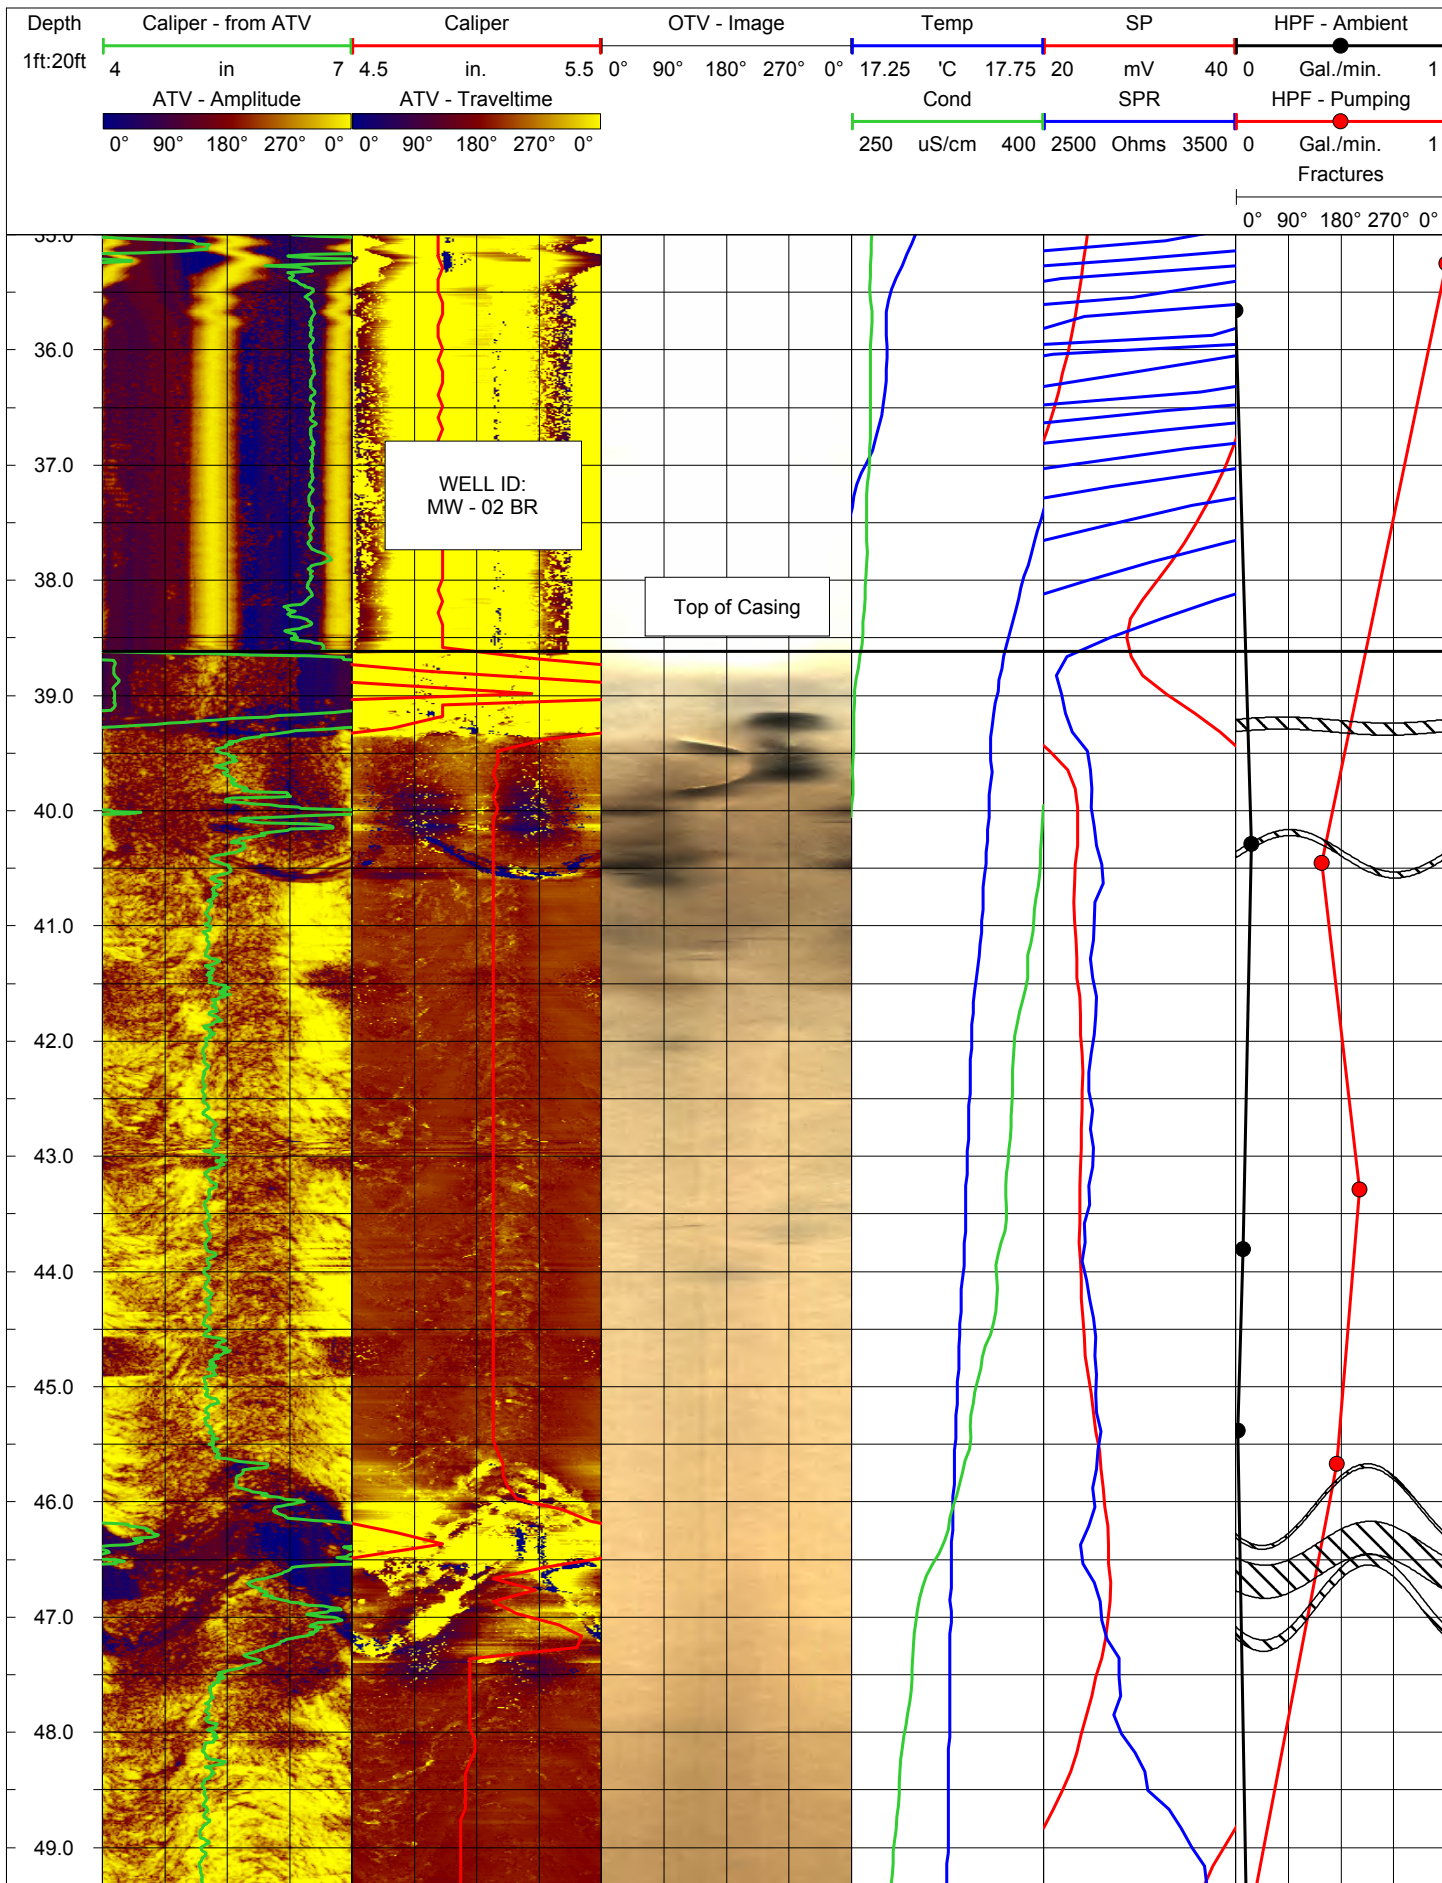 Depth Caliper - from ATV Caliper OTV - Image Temp SP HPF - Ambient
1ft:20ft 4 in 7 4.5 in. 5.5 0° 90° 180° 270° 0° 17.25 'C 17.75 20 mV 40 0 Gal./min. 1
ATV - Amplitude ATV - Traveltime Cond SPR HPF - Pumping
0° 90° 180° 270° 0° 0° 90° 180° 270° 0° 250 uS/cm 400 2500 Ohms 3500 0 Gal./min. 1
Fractures
0° 90° 180° 270° 0°
35.0
36.0
37.0
WELL ID:
MW - 02 BR
38.0
Top of Casing
39.0
40.0
41.0
42.0
43.0
44.0
45.0
46.0
47.0
48.0
49.0